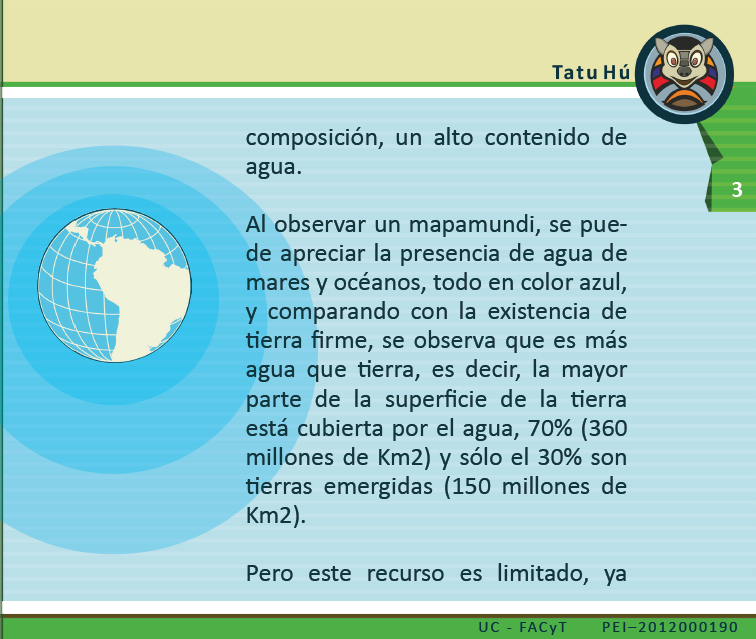 Tatu Hú
3
composición, un alto contenido de
agua.
Al observar un mapamundi, se pue-
de apreciar la presencia de agua de
mares y océanos, todo en color azul,
y comparando con la existencia de
tierra firme, se observa que es más
agua que tierra, es decir, la mayor
parte de la superficie de la tierra
está cubierta por el agua, 70% (360
millones de Km2) y sólo el 30% son
tierras emergidas (150 millones de
Km2).
Pero este recurso es limitado, ya
UC - FACyT PEI–2012000190